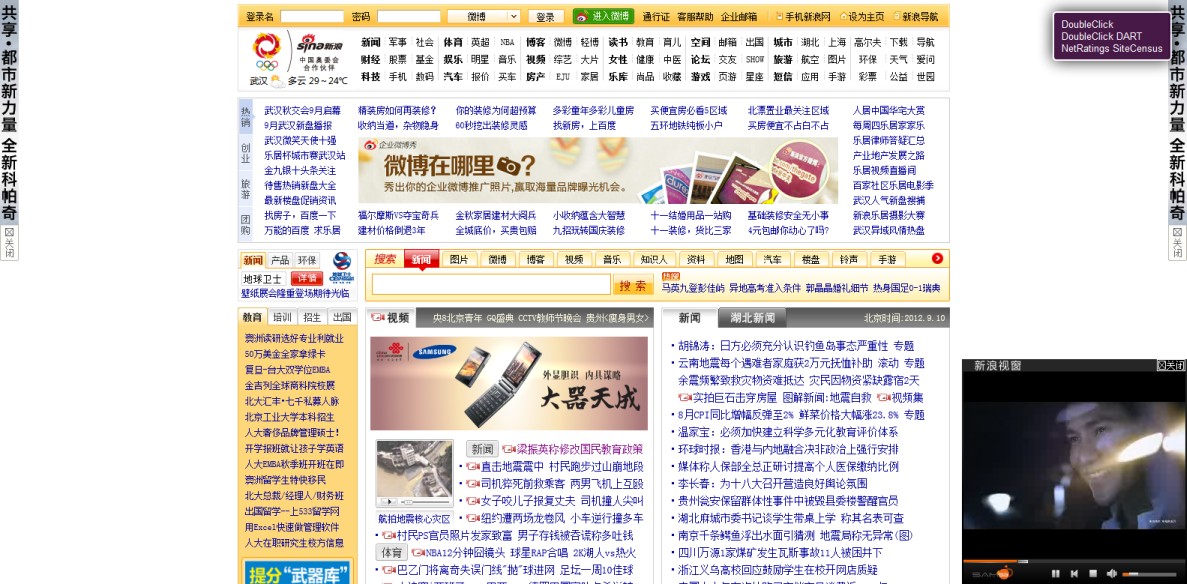 共享·都市新力量 全新科帕奇
关闭
登录名 密码 微博 登录 进入微博 通行证 客服帮助 企业邮箱 手机新浪网 设为主页 新浪导航
DoubleClick
DoubleClick DART
NetRatings SiteCensus
sina新浪
中国奥委会
合作伙伴
武汉 多云 29~24℃
新闻 军事 社会 体育 英超 NBA 博客 微博 轻博 读书 教育 育儿 空间 邮箱 出国 城市 湖北 上海 高尔夫 下载 导航
财经 股票 基金 娱乐 明星 音乐 视频 综艺 大片 女性 健康 中医 论坛 交友 SHOW 旅游 航空 图片 环保 天气 爱问
科技 手机 数码 汽车 报价 买车 房产 EJU 家居 乐库 尚品 收藏 游戏 页游 星座 短信 应用 手游 彩票 公益 世园
热销
创业
旅游
团购
武汉秋交会9月启幕 精装房如何再装修? 你的装修为何超预算 多彩童年多彩儿童房 买便宜房必看5区域 北漂置业最关注区域 人居中国华宅大赏
9月武汉新盘播报 收纳当道，杂物隐身 60秒挖出装修灵感 找新房，上百度 五环地铁纯板小户 买房便宜不占白不占 每周四乐居家家乐
武汉微笑天使十强 乐居律师答疑汇总
乐居杯城市赛武汉站 产业地产发展之路
金九银十头条关注 乐居视频直播间
待售热销新盘大全 百家社区乐居电影季
最新楼盘促销资讯 武汉人气新盘搜捕
企业微博秀
微博在哪里?
秀出你的企业微博推广照片,赢取海量品牌曝光机会。
找房子，百度一下 福尔摩斯VS夺宝奇兵 金秋家居建材大阅兵 小收纳蕴含大智慧 十一结婚用品一站购 基础装修安全无小事 新浪乐居摄影大赛
万能的百度 求乐居 建材价格倒退3年 全城底价，买贵包赔 九招玩转国庆装修 十一装修，货比三家 4元包邮你动心了吗? 武汉异域风情热盘
新闻 产品 环保
地球卫士 详情
壁纸展会隆重登场期待光临
搜索 新闻 图片 微博 博客 视频 音乐 知识人 资料 地图 汽车 楼盘 铃声 手游
搜 索 马英九登彭佳屿 异地高考准入条件 郭晶晶婚礼细节 热身国足0-1瑞典
教育 培训 招生 出国
澳洲读研选好专业利就业
50万美金全家拿绿卡
复旦-台大双学位EMBA
金吉列全球商科院校展
北大汇丰·七千私募人脉
北京工业大学本科招生
人大奢侈品牌管理硕士!
开学报班就让孩子学英语
人大EMBA秋季班开班在即
澳洲留学生特快移民
北大总裁/经理人/财务班
出国留学--上533留学网
用Excel快速做管理软件
人大在职研究生校方信息
提分“武器库”
视频 央8北京青年 GQ盛典 CCTV教师节晚会 贵州《瘦身男女》
SAMSUNG
外显胆识 内具谋略
大器天成
新闻 梁振英称修改国民教育政策
直击地震震中 村民跑步过山崩地段
司机猝死前救乘客 两男飞机上互殴
女子咬儿子报复丈夫 司机撞人尖叫
航拍地震核心灾区 纽约遭两场龙卷风 小车逆行撞多车
村民PS官员照片发家致富 男子存钱被告谎称多吐钱
体育 NBA12分钟囧镜头 球星RAP合唱 2K湖人vs热火
巴乙门将离奇失误门线"抛"球进网 足坛一周10佳球
新闻 湖北新闻 北京时间:2012.9.10
胡锦涛：日方必须充分认识钓鱼岛事态严重性 专题
云南地震每个遇难者家庭获2万元抚恤补助 滚动 专题
余震频繁致救灾物资难抵达 灾民因物资紧缺露宿2天
实拍巨石击穿房屋 图解新闻:地震自救 视频集
8月CPI同比增幅反弹至2% 鲜菜价格大幅涨23.8% 专题
温家宝：必须加快建立科学多元化教育评价体系
环球时报：香港与内地融合决非政治上强行安排
媒体称人保部全总正研讨提高个人医保缴纳比例
李长春：为十八大召开营造良好舆论氛围
贵州瓮安保留群体性事件中被毁县委楼警醒官员
湖北麻城市委书记谈学生带桌上学 称其名表可查
南京千条鳄鱼浮出水面引猜测 地震局称无异常(图)
四川万源1家煤矿发生瓦斯事故11人被困井下
浙江义乌高校回应鼓励学生在校开网店质疑
新浪视窗 关闭
共享·都市新力量 全新科帕奇
关闭